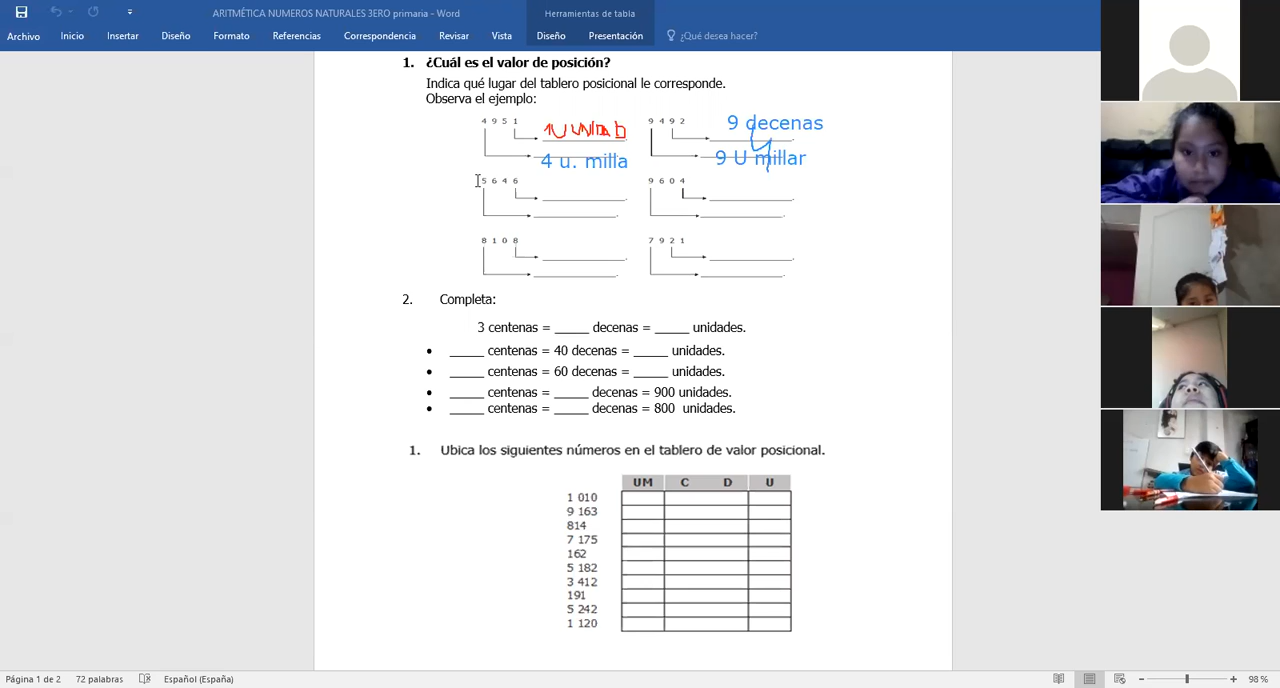 ARITMÉTICA NUMEROS NATURALES 3ERO primaria - Word
Herramientas de tabla
Archivo Inicio Insertar Diseño Formato Referencias Correspondencia Revisar Vista Diseño Presentación ¿Qué desea hacer?
1. ¿Cuál es el valor de posición?
Indica qué lugar del tablero posicional le corresponde.
Observa el ejemplo:
4 9 5 1 9 4 9 2
9 decenas
4 u. milla 9 U millar
5 6 4 6 9 6 0 4
8 1 0 8 7 9 2 1
2. Completa:
3 centenas = _____ decenas = _____ unidades.
• _____ centenas = 40 decenas = _____ unidades.
• _____ centenas = 60 decenas = _____ unidades.
• _____ centenas = _____ decenas = 900 unidades.
• _____ centenas = _____ decenas = 800 unidades.
1. Ubica los siguientes números en el tablero de valor posicional.
UM C D U
1 010
9 163
814
7 175
162
5 182
3 412
191
5 242
1 120
Página 1 de 2 72 palabras Español (España) 98 %